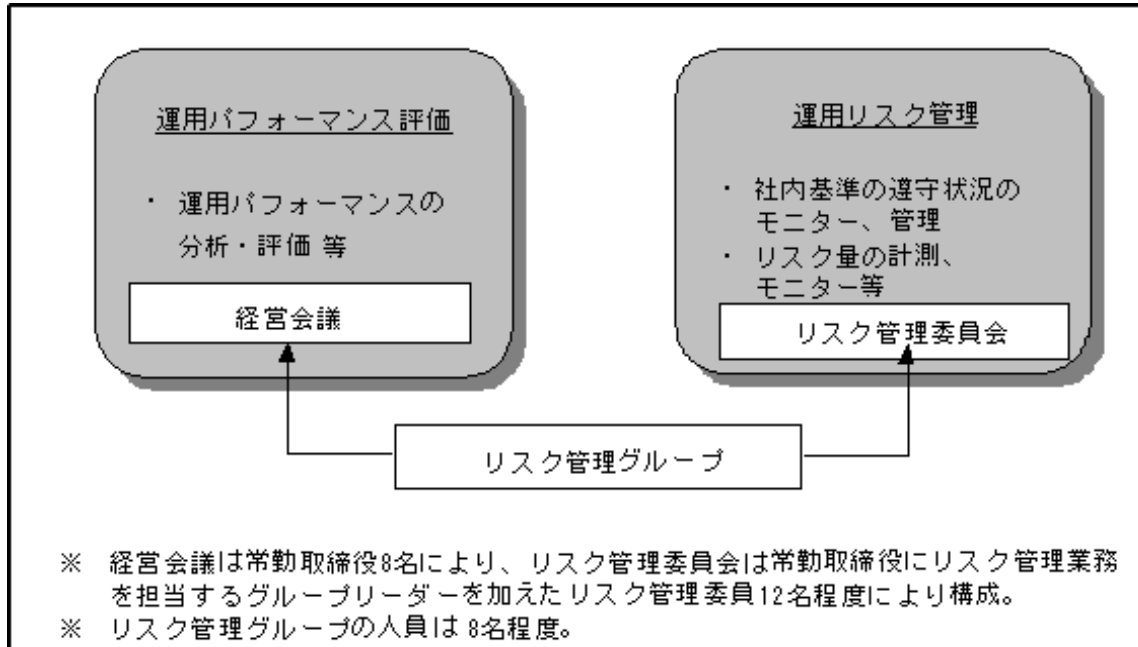 運用パフォーマンス評価
・ 運用パフォーマンスの
分析・評価 等
経営会議
運用リスク管理
・ 社内基準の遵守状況の
モニター、管理
・ リスク量の計測、
モニター等
リスク管理委員会
リスク管理グループ
※ 経営会議は常勤取締役8名により、リスク管理委員会は常勤取締役にリスク管理業務
を担当するグループリーダーを加えたリスク管理委員12名程度により構成。
※ リスク管理グループの人員は8名程度。